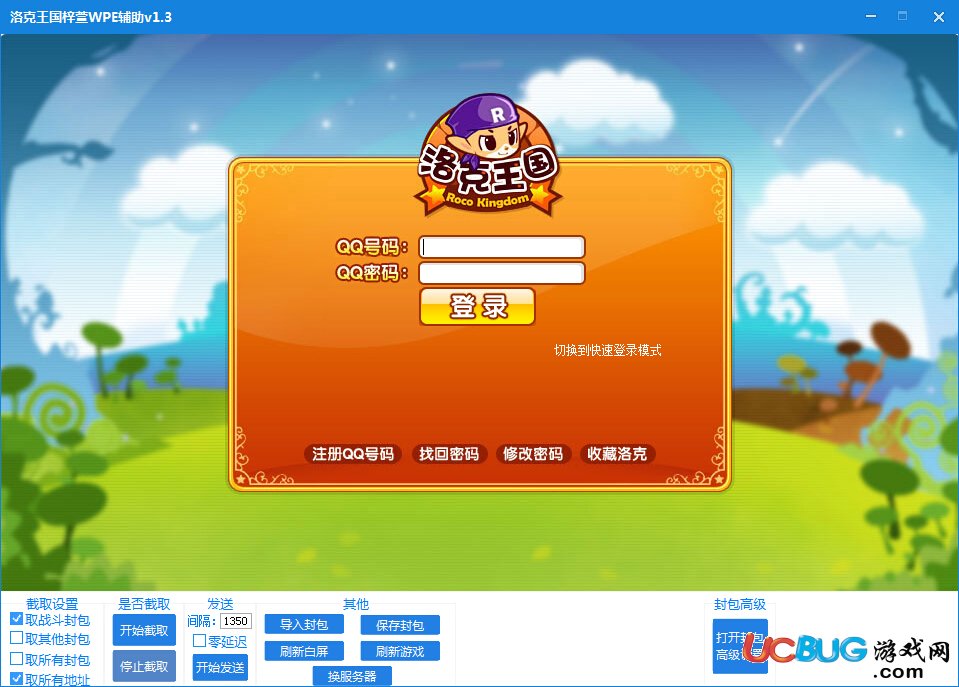 洛克王国梓萱WPE辅助v1.3
R
洛克王国
Roco Kingdom
QQ号码：
QQ密码：
登录
切换到快速登录模式
注册QQ号码 找回密码 修改密码 收藏洛克
截取设置 是否截取 发送 其他 封包高级
取战斗封包
取其他封包
取所有封包
取所有地址
开始截取
停止截取
间隔: 1350
零延迟
开始发送
导入封包 保存封包
刷新白屏 刷新游戏
换服务器
打开封包
高级
UCBUG游戏网
.com